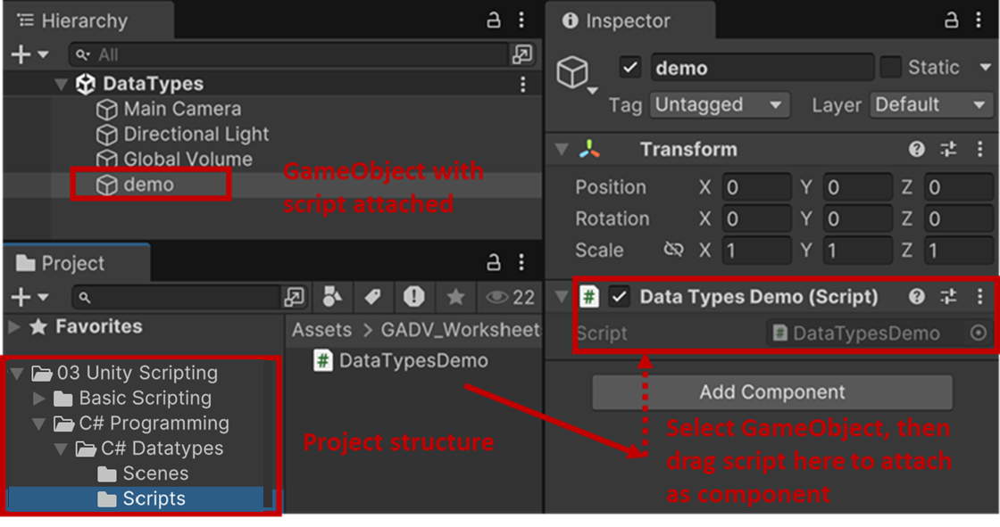 Hierarchy
All
DataTypes
Main Camera
Directional Light
Global Volume
demo
GameObject with
script attached
Project
22
Favorites
Assets > GADV_Worksheet
03 Unity Scripting
Basic Scripting
C# Programming
C# Datatypes
Scenes
Scripts
# DataTypesDemo
Project structure
Inspector
demo
Static
Tag Untagged Layer Default
Transform
Position X 0 Y 0 Z 0
Rotation X 0 Y 0 Z 0
Scale X 1 Y 1 Z 1
# Data Types Demo (Script)
Script # DataTypesDemo
Add Component
Select GameObject, then
drag script here to attach
as component